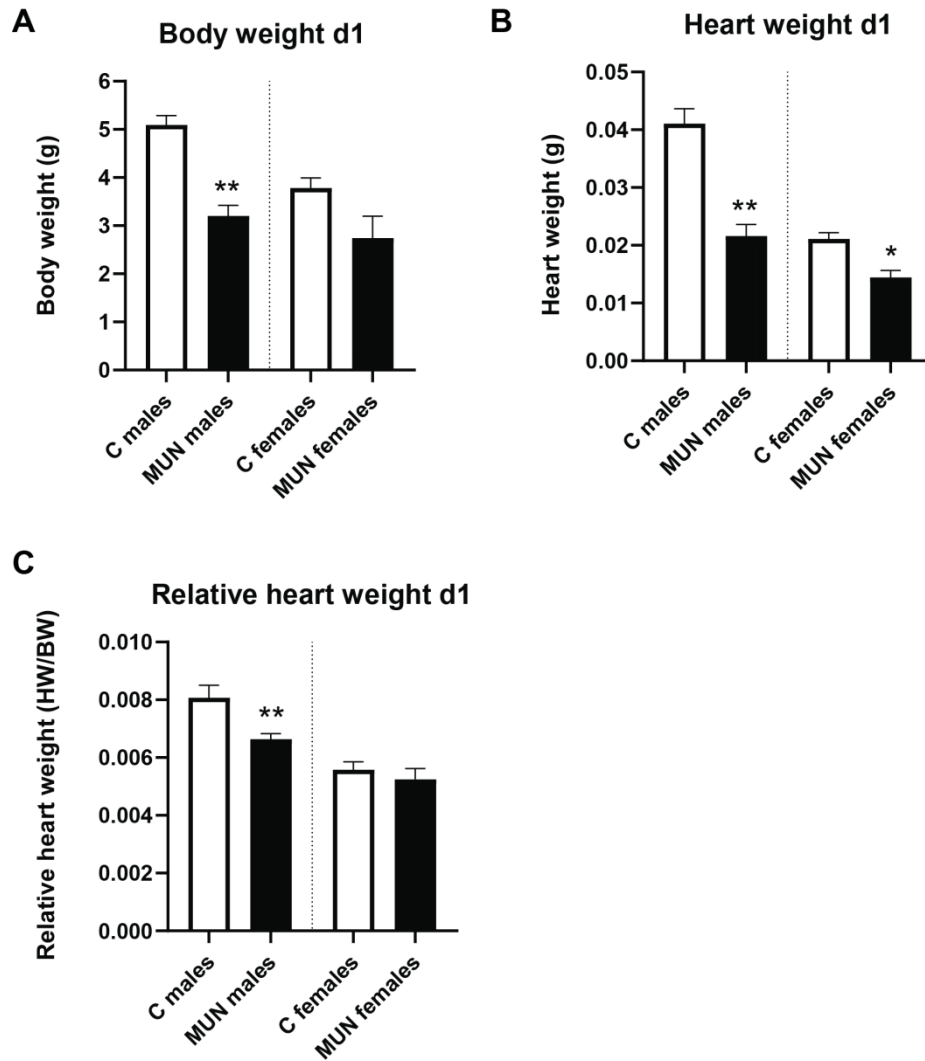 A
Body weight d1
Body weight (g)
6
5
4
3
2
1
0
**
C males
MUN males
C females
MUN females
B
Heart weight d1
Heart weight (g)
0.05
0.04
0.03
0.02
0.01
0.00
**
*
C males
MUN males
C females
MUN females
C
Relative heart weight d1
Relative heart weight (HW/BW)
0.010
0.008
0.006
0.004
0.002
0.000
**
C males
MUN males
C females
MUN females